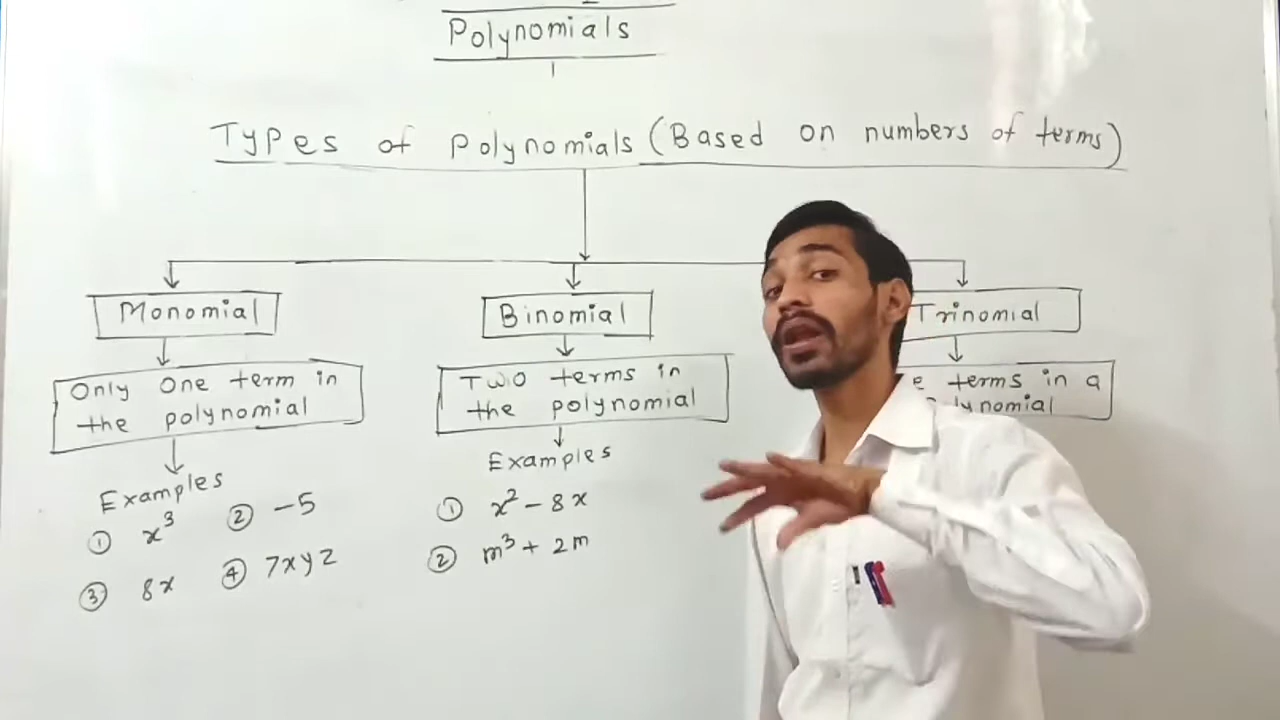 Polynomials
Types of Polynomials (Based on numbers of terms)
Monomial
Only one term in
the polynomial
Examples
① x³ ② -5
③ 8x ④ 7xyz
Binomial
Two terms in
the polynomial
Examples
① x² - 8x
② m³ + 2m
Trinomial
terms in a